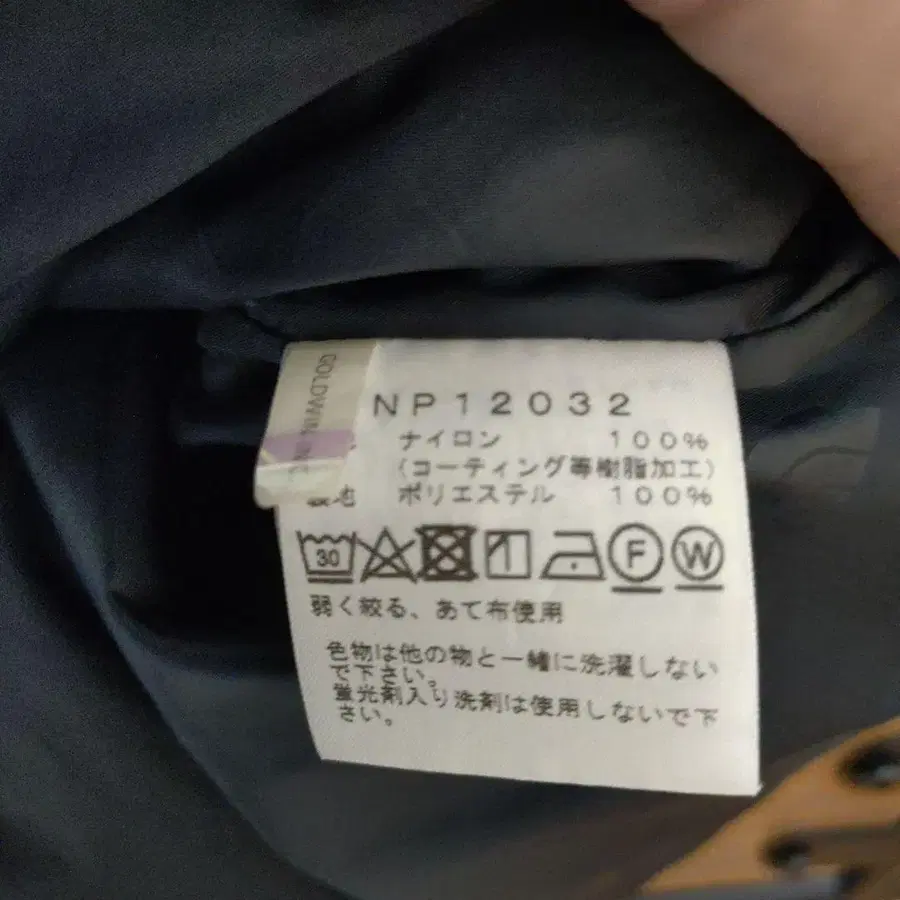 GOLDWIN INC
NP12032
ナイロン 100%
(コーティング等樹脂加工)
ポリエステル 100%
30 F W
弱く絞る、あて布使用
色物は他の物と一緒に洗濯しない
で下さい。
蛍光剤入り洗剤は使用しないで下
さい。